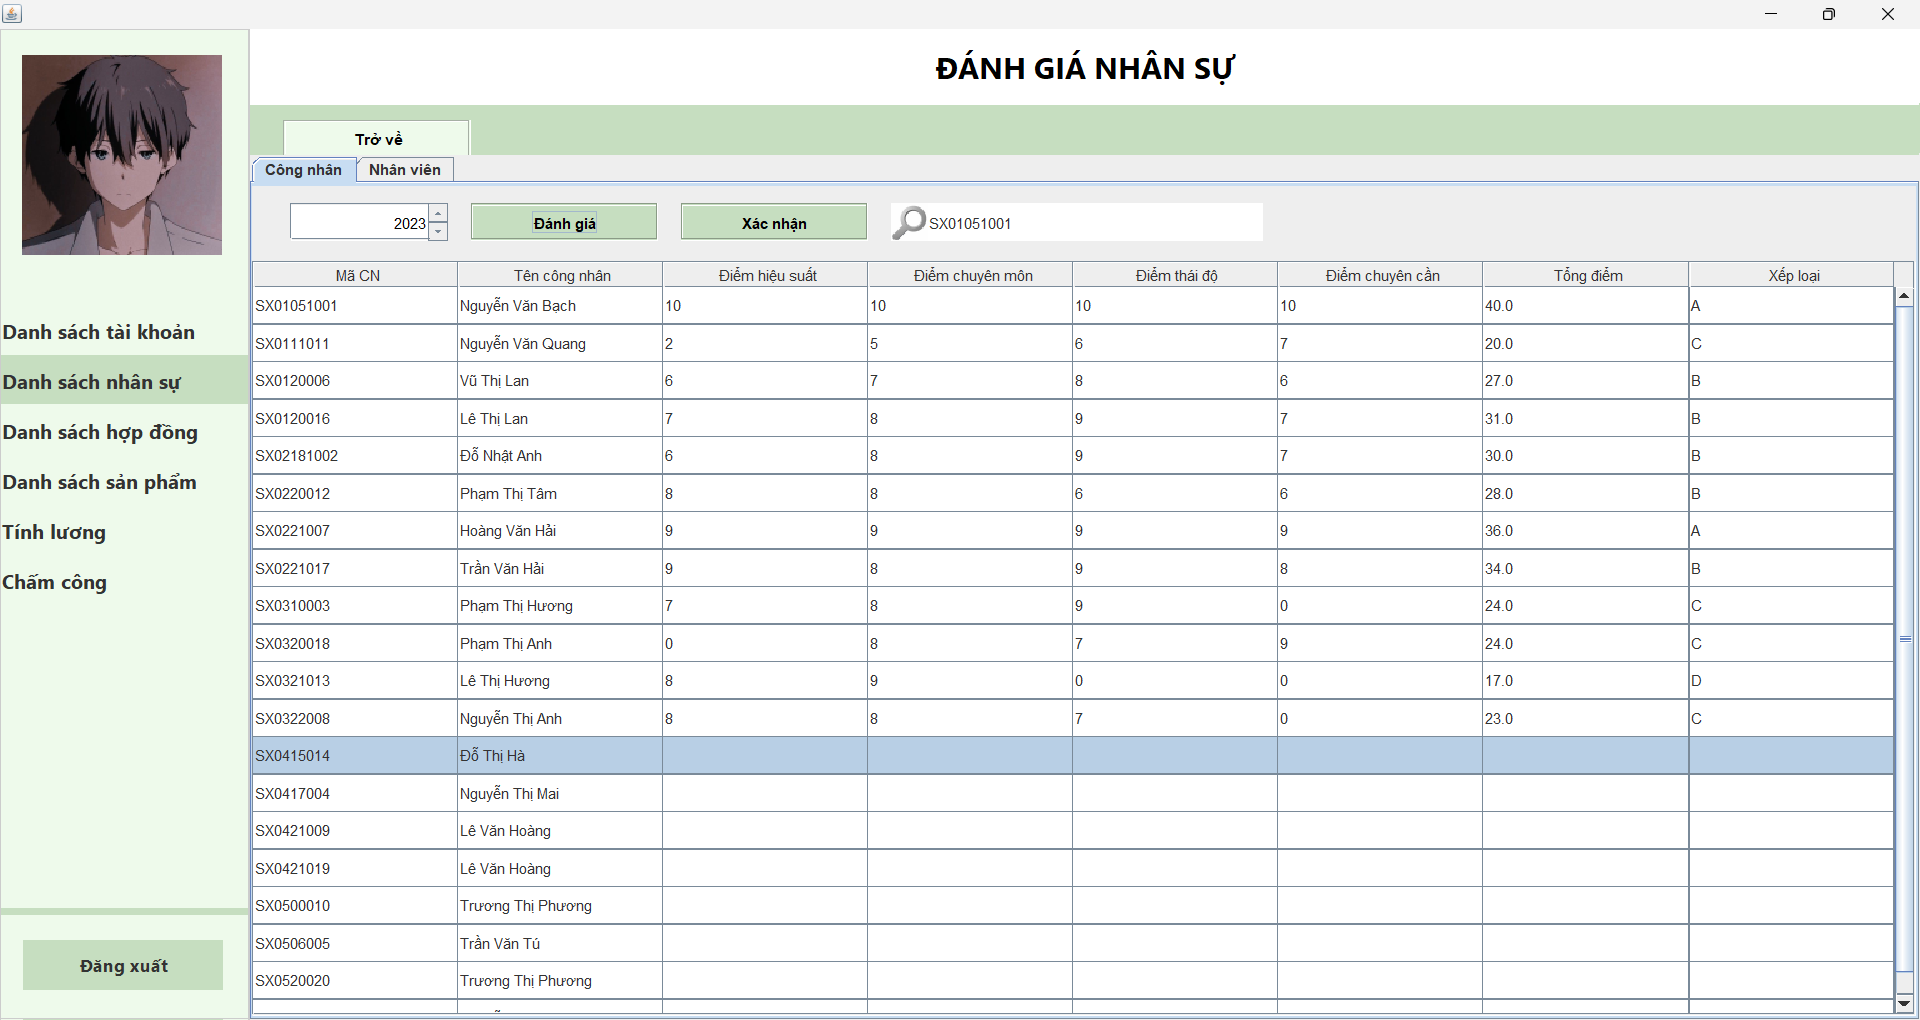 ĐÁNH GIÁ NHÂN SỰ
Trở về
Công nhân Nhân viên
2023 Đánh giá Xác nhận SX01051001
Danh sách tài khoản
Danh sách nhân sự
Danh sách hợp đồng
Danh sách sản phẩm
Tính lương
Chấm công
Đăng xuất
Mã CN Tên công nhân Điểm hiệu suất Điểm chuyên môn Điểm thái độ Điểm chuyên cần Tổng điểm Xếp loại
SX01051001 Nguyễn Văn Bạch 10 10 10 10 40.0 A
SX0111011 Nguyễn Văn Quang 2 5 6 7 20.0 C
SX0120006 Vũ Thị Lan 6 7 8 6 27.0 B
SX0120016 Lê Thị Lan 7 8 9 7 31.0 B
SX02181002 Đỗ Nhật Anh 6 8 9 7 30.0 B
SX0220012 Phạm Thị Tâm 8 8 6 6 28.0 B
SX0221007 Hoàng Văn Hải 9 9 9 9 36.0 A
SX0221017 Trần Văn Hải 9 8 9 8 34.0 B
SX0310003 Phạm Thị Hương 7 8 9 0 24.0 C
SX0320018 Phạm Thị Anh 0 8 7 9 24.0 C
SX0321013 Lê Thị Hương 8 9 0 0 17.0 D
SX0322008 Nguyễn Thị Anh 8 8 7 0 23.0 C
SX0415014 Đỗ Thị Hà
SX0417004 Nguyễn Thị Mai
SX0421009 Lê Văn Hoàng
SX0421019 Lê Văn Hoàng
SX0500010 Trương Thị Phương
SX0506005 Trần Văn Tú
SX0520020 Trương Thị Phương